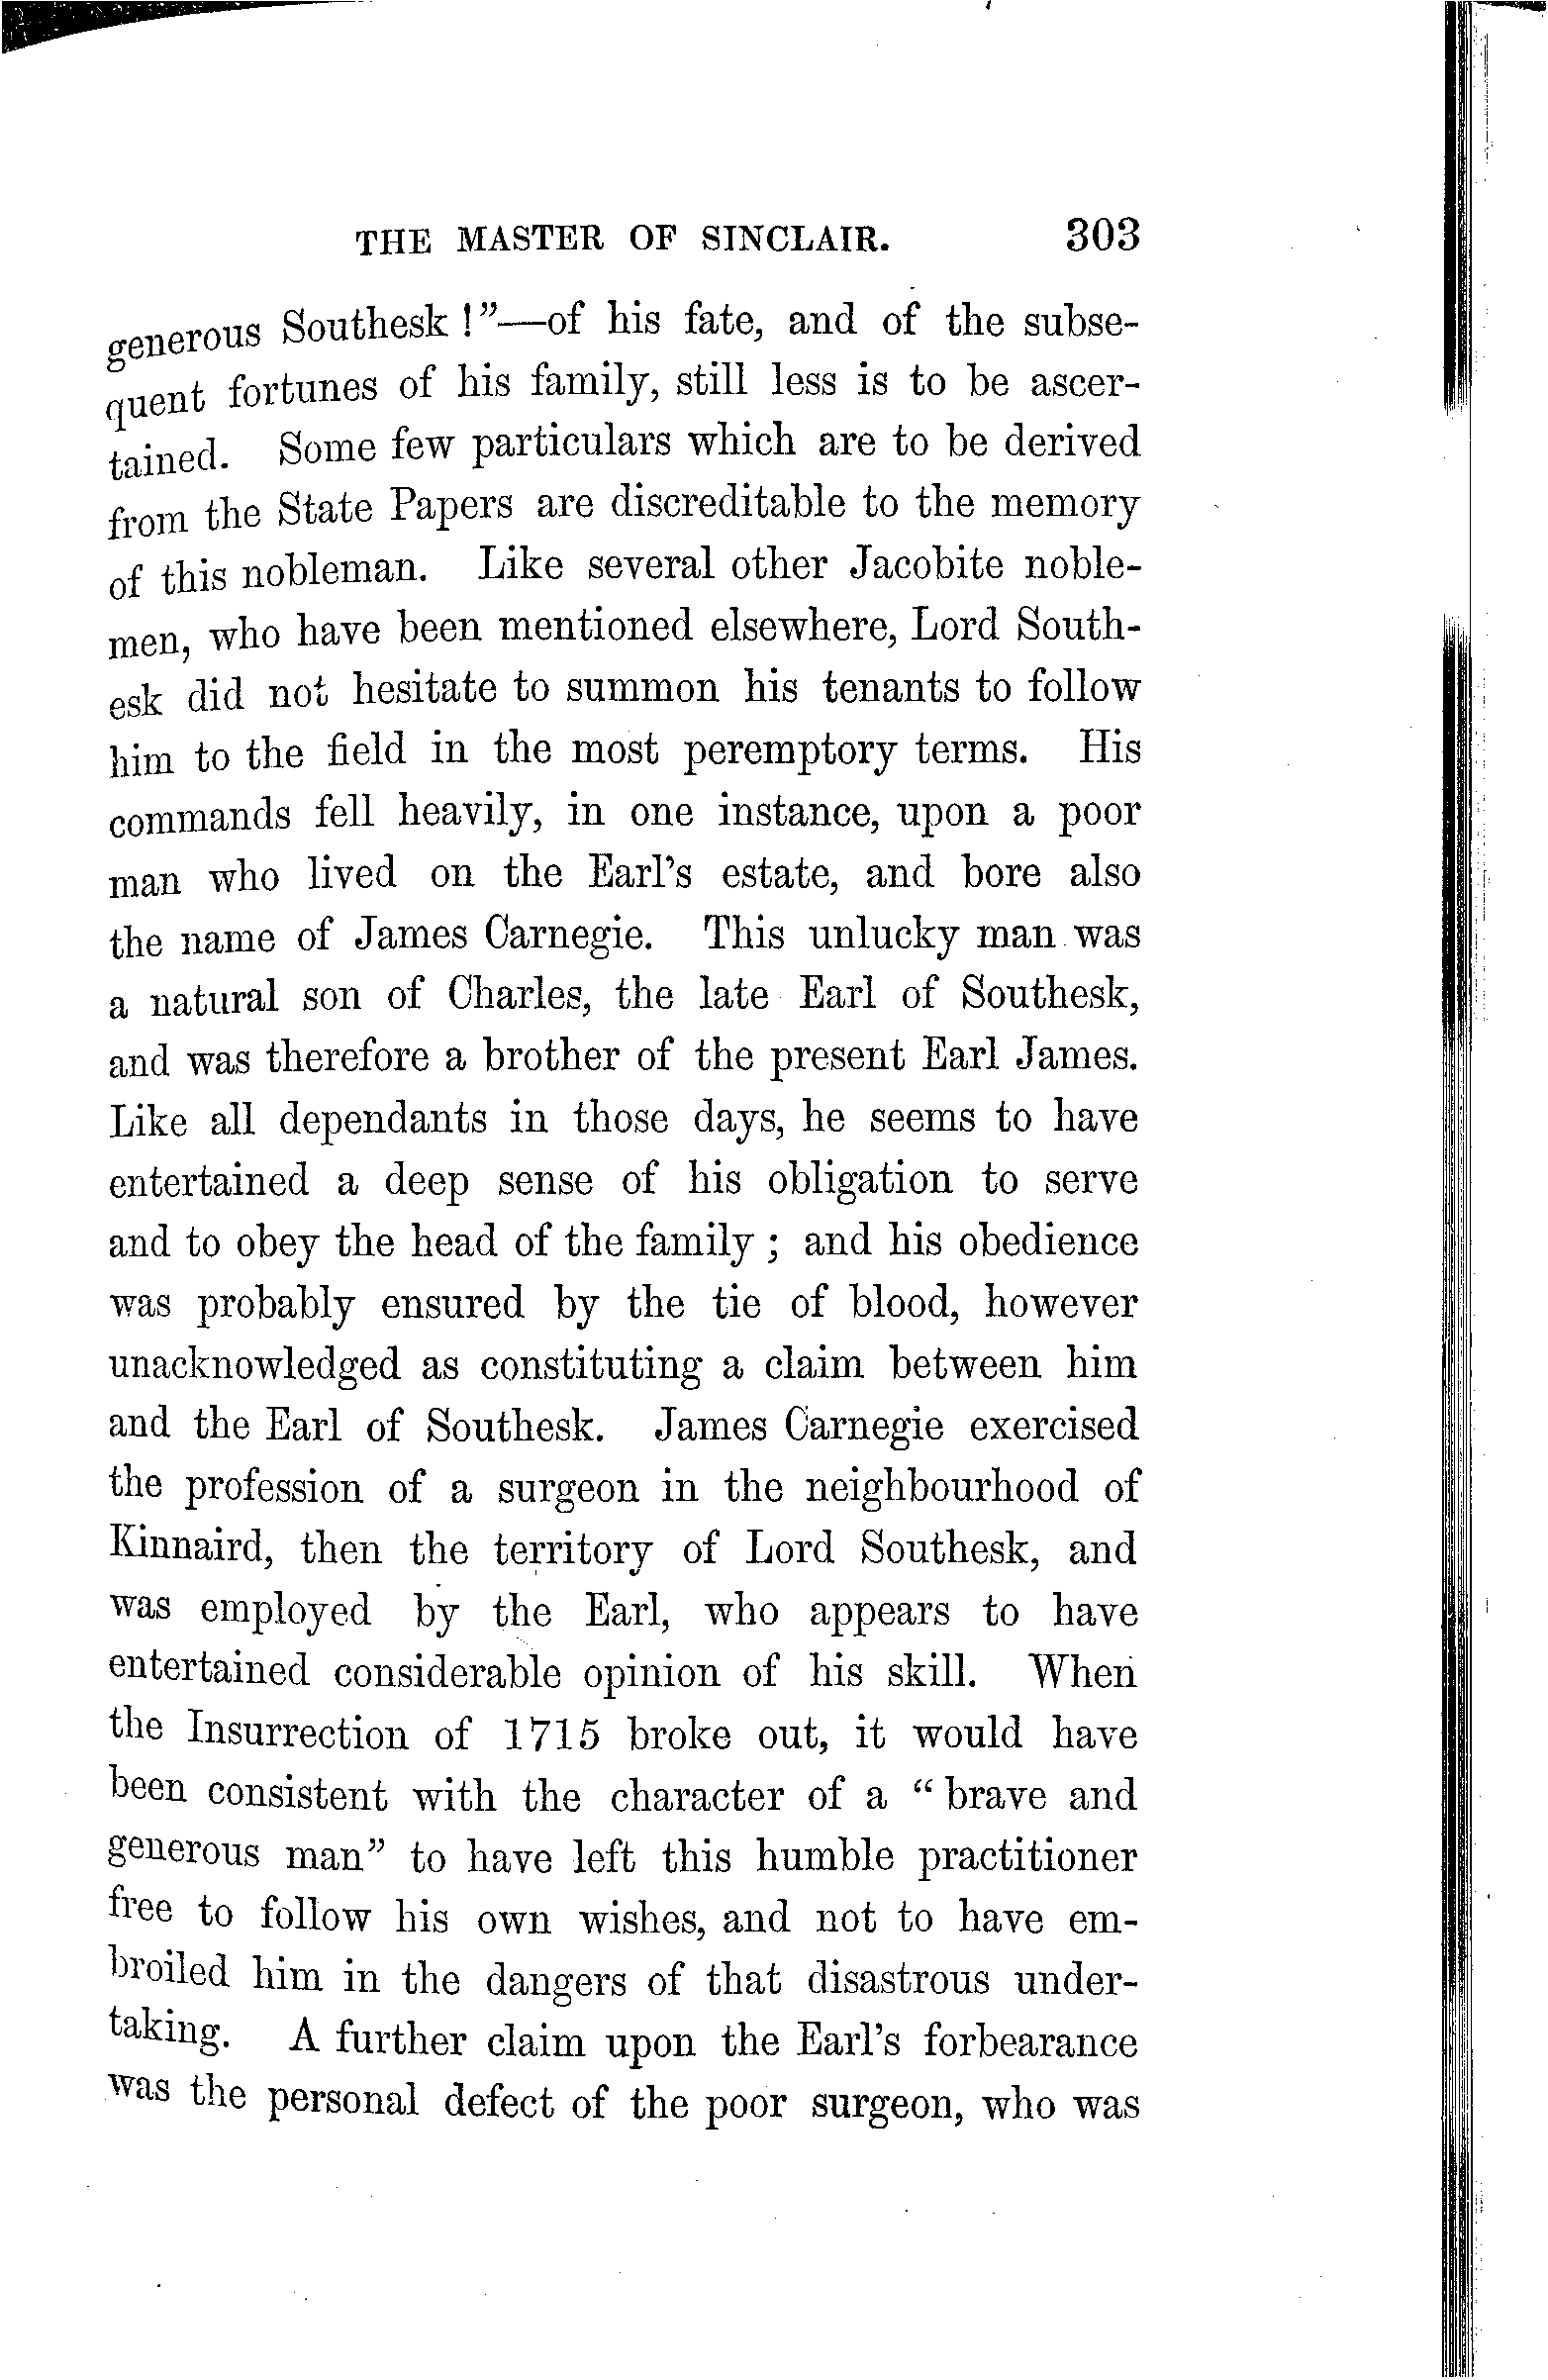 THE MASTER OF SINCLAIR. 303
generous Southesk!”—of his fate, and of the subse-
quent fortunes of his family, still less is to be ascer-
tained. Some few particulars which are to be derived
from the State Papers are discreditable to the memory
of this nobleman. Like several other Jacobite noble-
men, who have been mentioned elsewhere, Lord South-
esk did not hesitate to summon his tenants to follow
him to the field in the most peremptory terms. His
commands fell heavily, in one instance, upon a poor
man who lived on the Earl’s estate, and bore also
the name of James Carnegie. This unlucky man was
a natural son of Charles, the late Earl of Southesk,
and was therefore a brother of the present Earl James.
Like all dependants in those days, he seems to have
entertained a deep sense of his obligation to serve
and to obey the head of the family; and his obedience
was probably ensured by the tie of blood, however
unacknowledged as constituting a claim between him
and the Earl of Southesk. James Carnegie exercised
the profession of a surgeon in the neighbourhood of
Kinnaird, then the territory of Lord Southesk, and
was employed by the Earl, who appears to have
entertained considerable opinion of his skill. When
the Insurrection of 1715 broke out, it would have
been consistent with the character of a “brave and
generous man” to have left this humble practitioner
free to follow his own wishes, and not to have em-
broiled him in the dangers of that disastrous under-
taking. A further claim upon the Earl’s forbearance
was the personal defect of the poor surgeon, who was